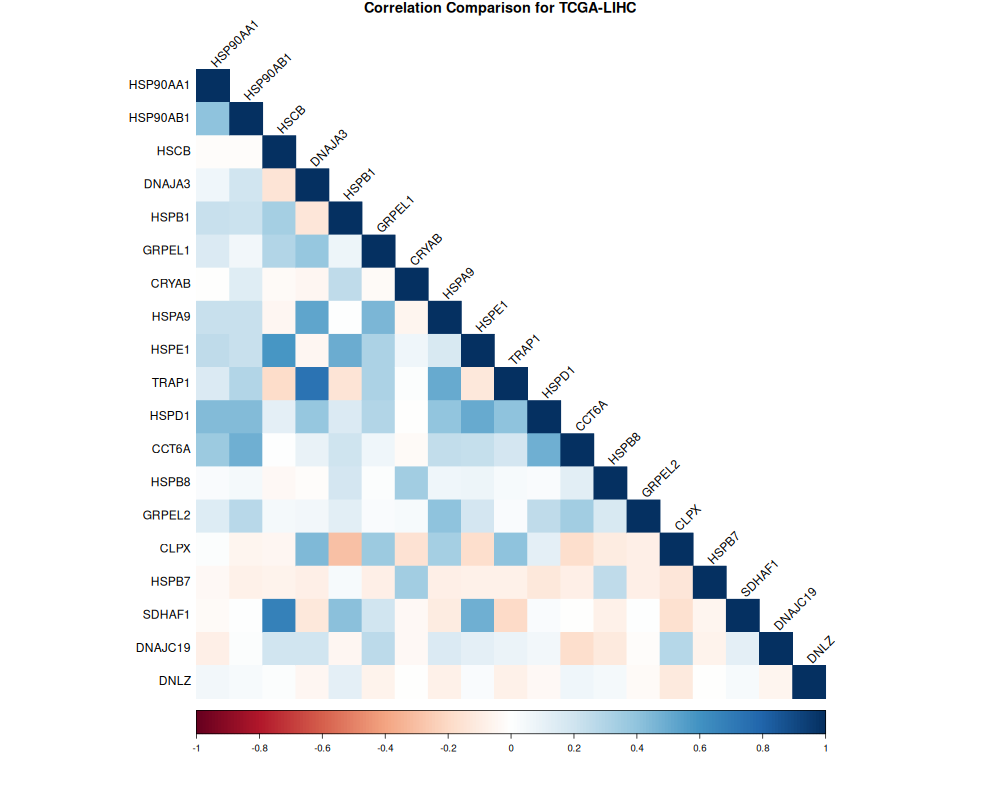 Correlation Comparison for TCGA-LIHC
HSP90AA1
HSP90AB1
HSCB
DNAJA3
HSPB1
GRPEL1
CRYAB
HSPA9
HSPE1
TRAP1
HSPD1
CCT6A
HSPB8
GRPEL2
CLPX
HSPB7
SDHAF1
DNAJC19
DNLZ
HSP90AA1
HSP90AB1
HSCB
DNAJA3
HSPB1
GRPEL1
CRYAB
HSPA9
HSPE1
TRAP1
HSPD1
CCT6A
HSPB8
GRPEL2
CLPX
HSPB7
SDHAF1
DNAJC19
DNLZ
-1 -0.8 -0.6 -0.4 -0.2 0 0.2 0.4 0.6 0.8 1